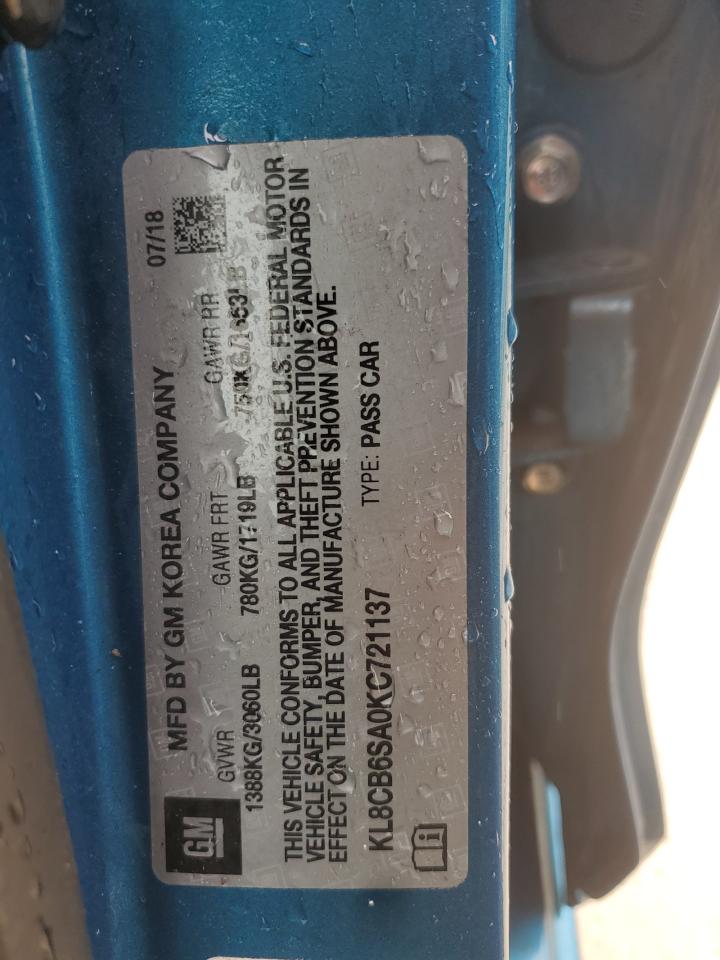 MFD BY GM KOREA COMPANY 07/18
GM
GVWR GAWR FRT GAWR RR
1388KG/3060LB 780KG/1719LB 750KG/1653LB
THIS VEHICLE CONFORMS TO ALL APPLICABLE U.S. FEDERAL MOTOR
VEHICLE SAFETY, BUMPER, AND THEFT PREVENTION STANDARDS IN
EFFECT ON THE DATE OF MANUFACTURE SHOWN ABOVE.
KL8CB6SA0KC721137 TYPE: PASS CAR